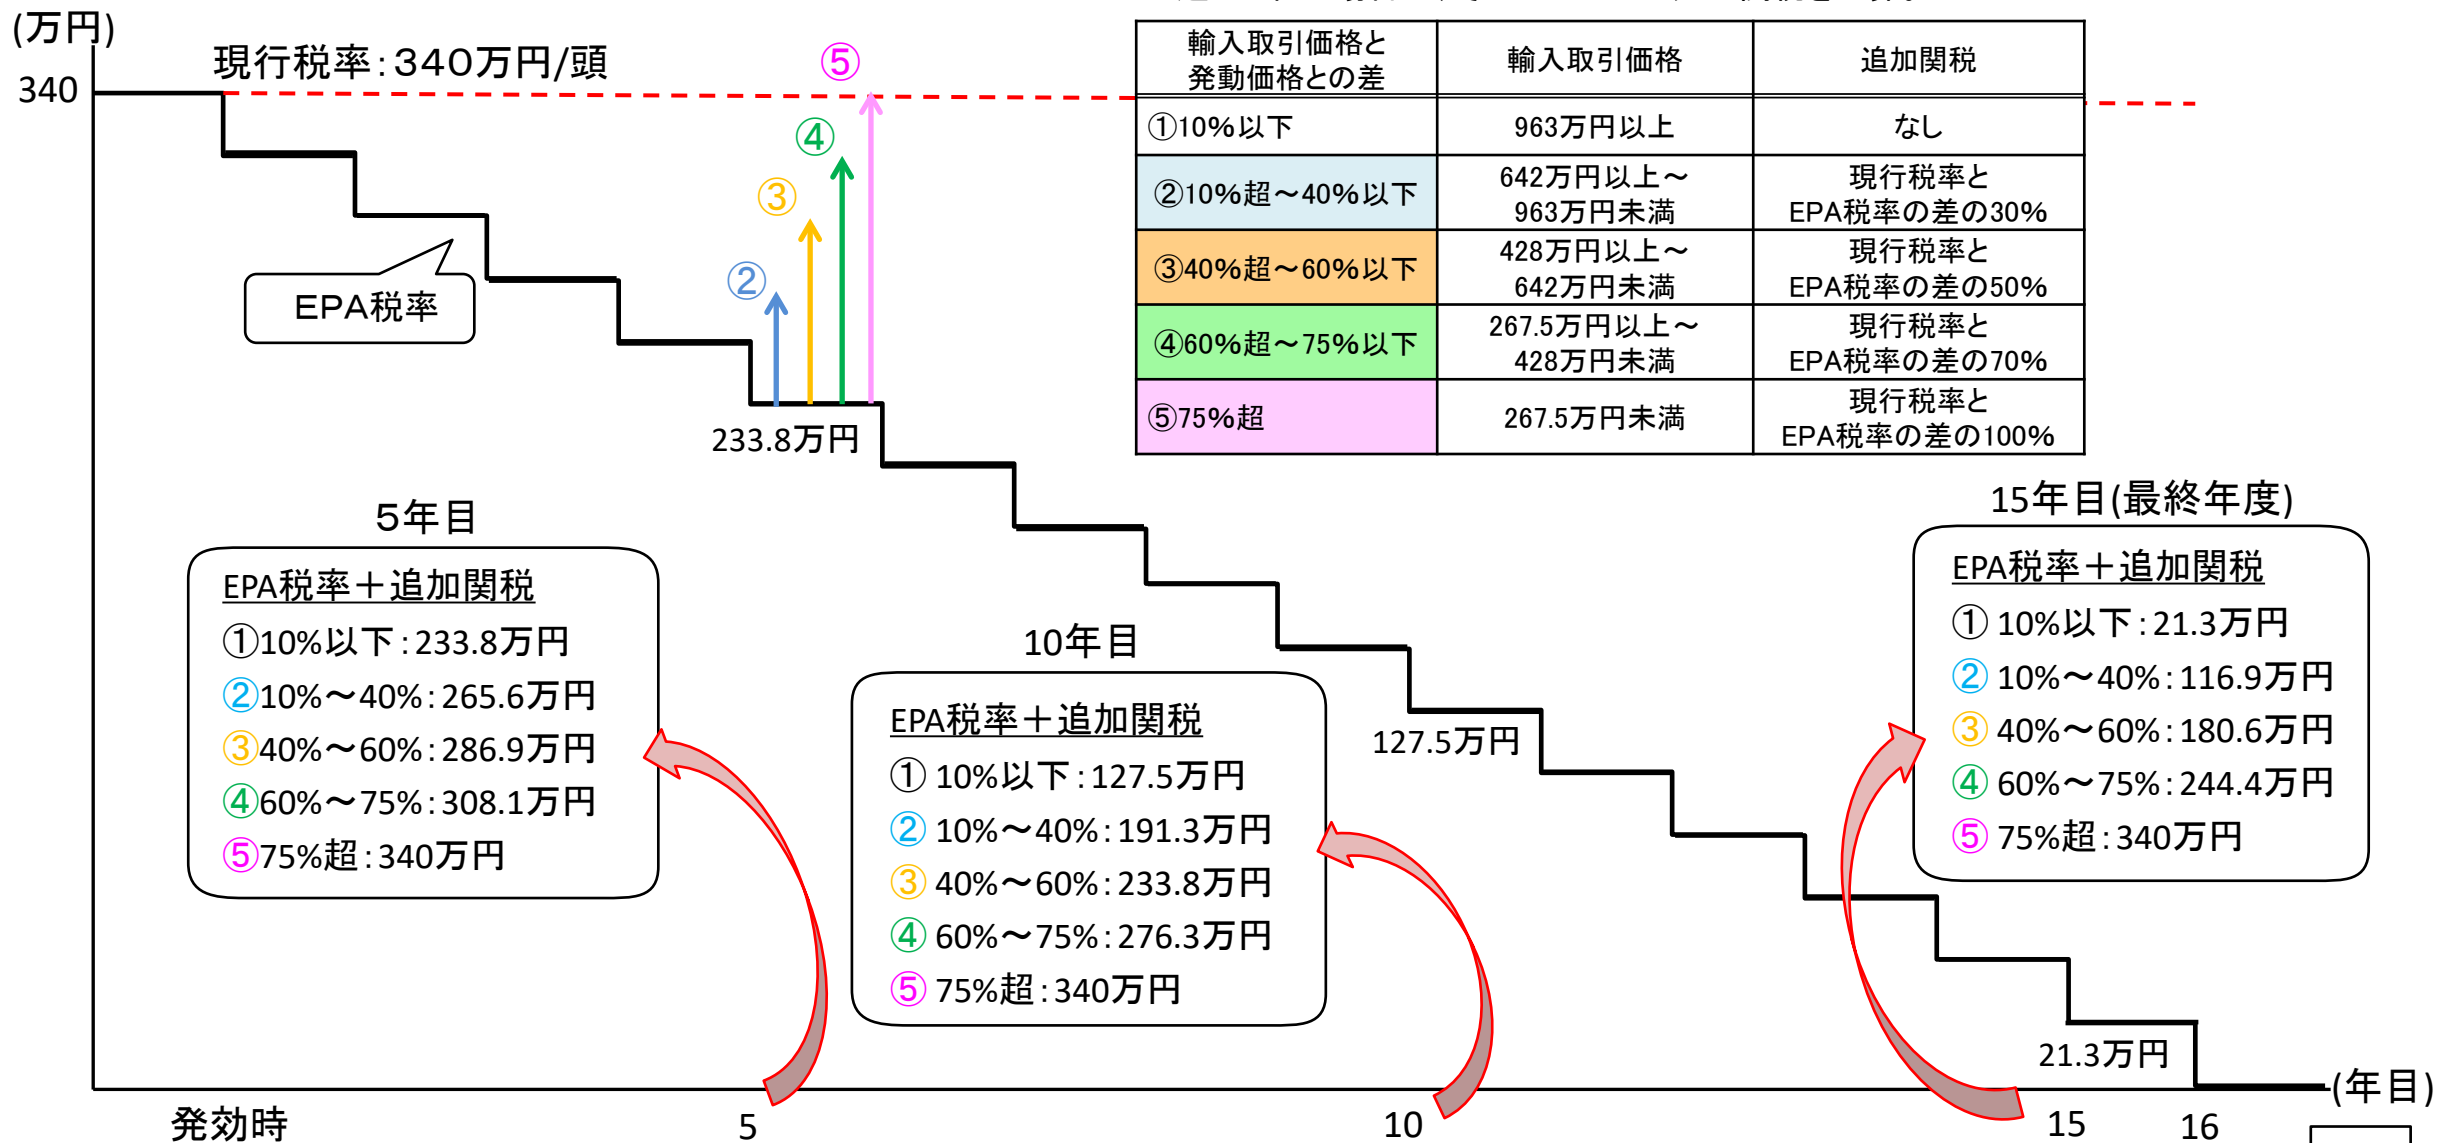 (万円)
340
現行税率：340万円/頭
⑤
④
③
②
EPA税率
233.8万円
輸入取引価格と
発動価格との差
輸入取引価格
追加関税
①10%以下
963万円以上
なし
②10%超～40%以下
642万円以上～
963万円未満
現行税率と
EPA税率の差の30%
③40%超～60%以下
428万円以上～
642万円未満
現行税率と
EPA税率の差の50%
④60%超～75%以下
267.5万円以上～
428万円未満
現行税率と
EPA税率の差の70%
⑤75%超
267.5万円未満
現行税率と
EPA税率の差の100%
5年目
EPA税率＋追加関税
①10%以下：233.8万円
②10%～40%：265.6万円
③40%～60%：286.9万円
④60%～75%：308.1万円
⑤75%超：340万円
10年目
EPA税率＋追加関税
① 10%以下：127.5万円
② 10%～40%：191.3万円
③ 40%～60%：233.8万円
④ 60%～75%：276.3万円
⑤ 75%超：340万円
127.5万円
15年目(最終年度)
EPA税率＋追加関税
① 10%以下：21.3万円
② 10%～40%：116.9万円
③ 40%～60%：180.6万円
④ 60%～75%：244.4万円
⑤ 75%超：340万円
21.3万円
(年目)
発効時
5
10
15
16